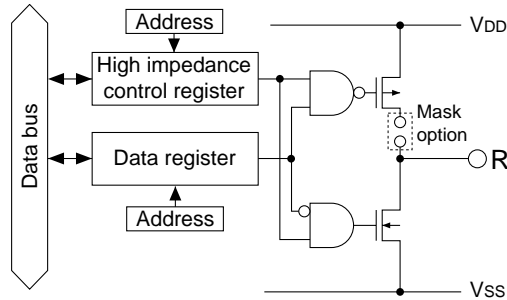 Address
VDD
High impedance
control register
Mask
option
Data bus
Data register
R
Address
VSS